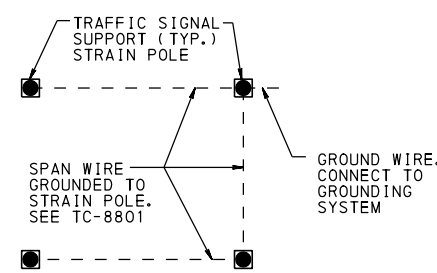 TRAFFIC SIGNAL
SUPPORT (TYP.)
STRAIN POLE
SPAN WIRE
GROUNDED TO
STRAIN POLE.
SEE TC-8801
GROUND WIRE.
CONNECT TO
GROUNDING
SYSTEM